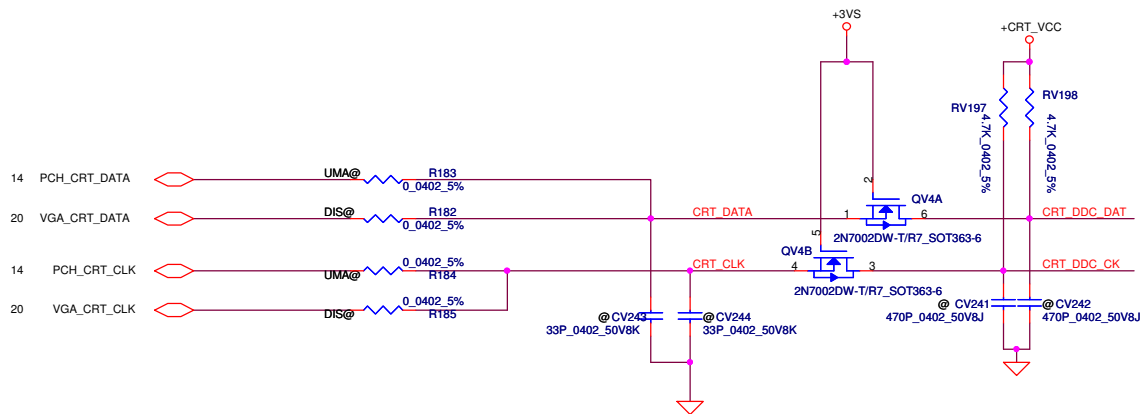 +3VS
+CRT_VCC
RV197
4.7K_0402_5%
RV198
4.7K_0402_5%
14 PCH_CRT_DATA
UMA@
R183
0_0402_5%
2
QV4A
20 VGA_CRT_DATA
DIS@
R182
0_0402_5%
CRT_DATA
1
6
CRT_DDC_DAT
2N7002DW-T/R7_SOT363-6
5
QV4B
14 PCH_CRT_CLK
UMA@
0_0402_5%
R184
CRT_CLK
4
3
CRT_DDC_CK
2N7002DW-T/R7_SOT363-6
20 VGA_CRT_CLK
DIS@
0_0402_5%
R185
@ CV243
33P_0402_50V8K
@ CV244
33P_0402_50V8K
@ CV241
470P_0402_50V8J
@ CV242
470P_0402_50V8J